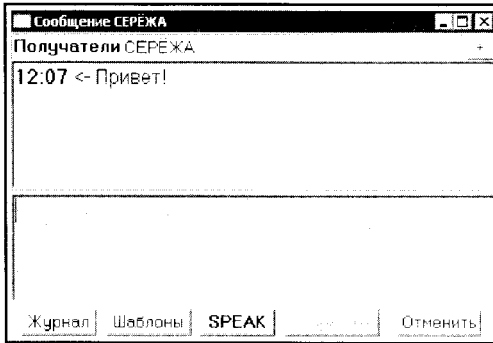 Сообщение СЕРЁЖА
Получатели СЕРЁЖА +
12:07 <- Привет!
Журнал Шаблоны SPEAK Отменить